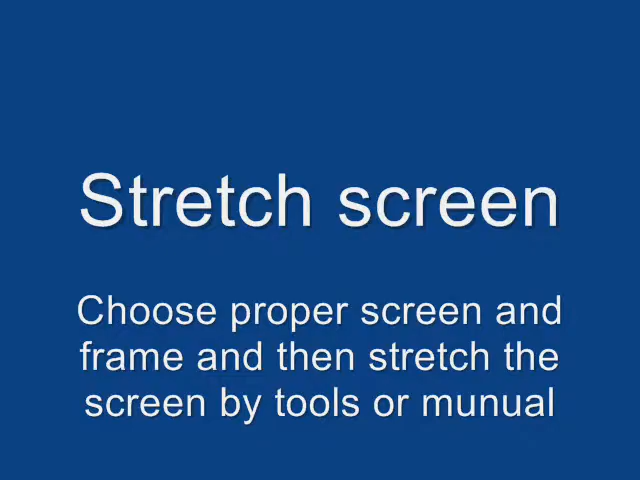 Stretch screen
Choose proper screen and
frame and then stretch the
screen by tools or munual